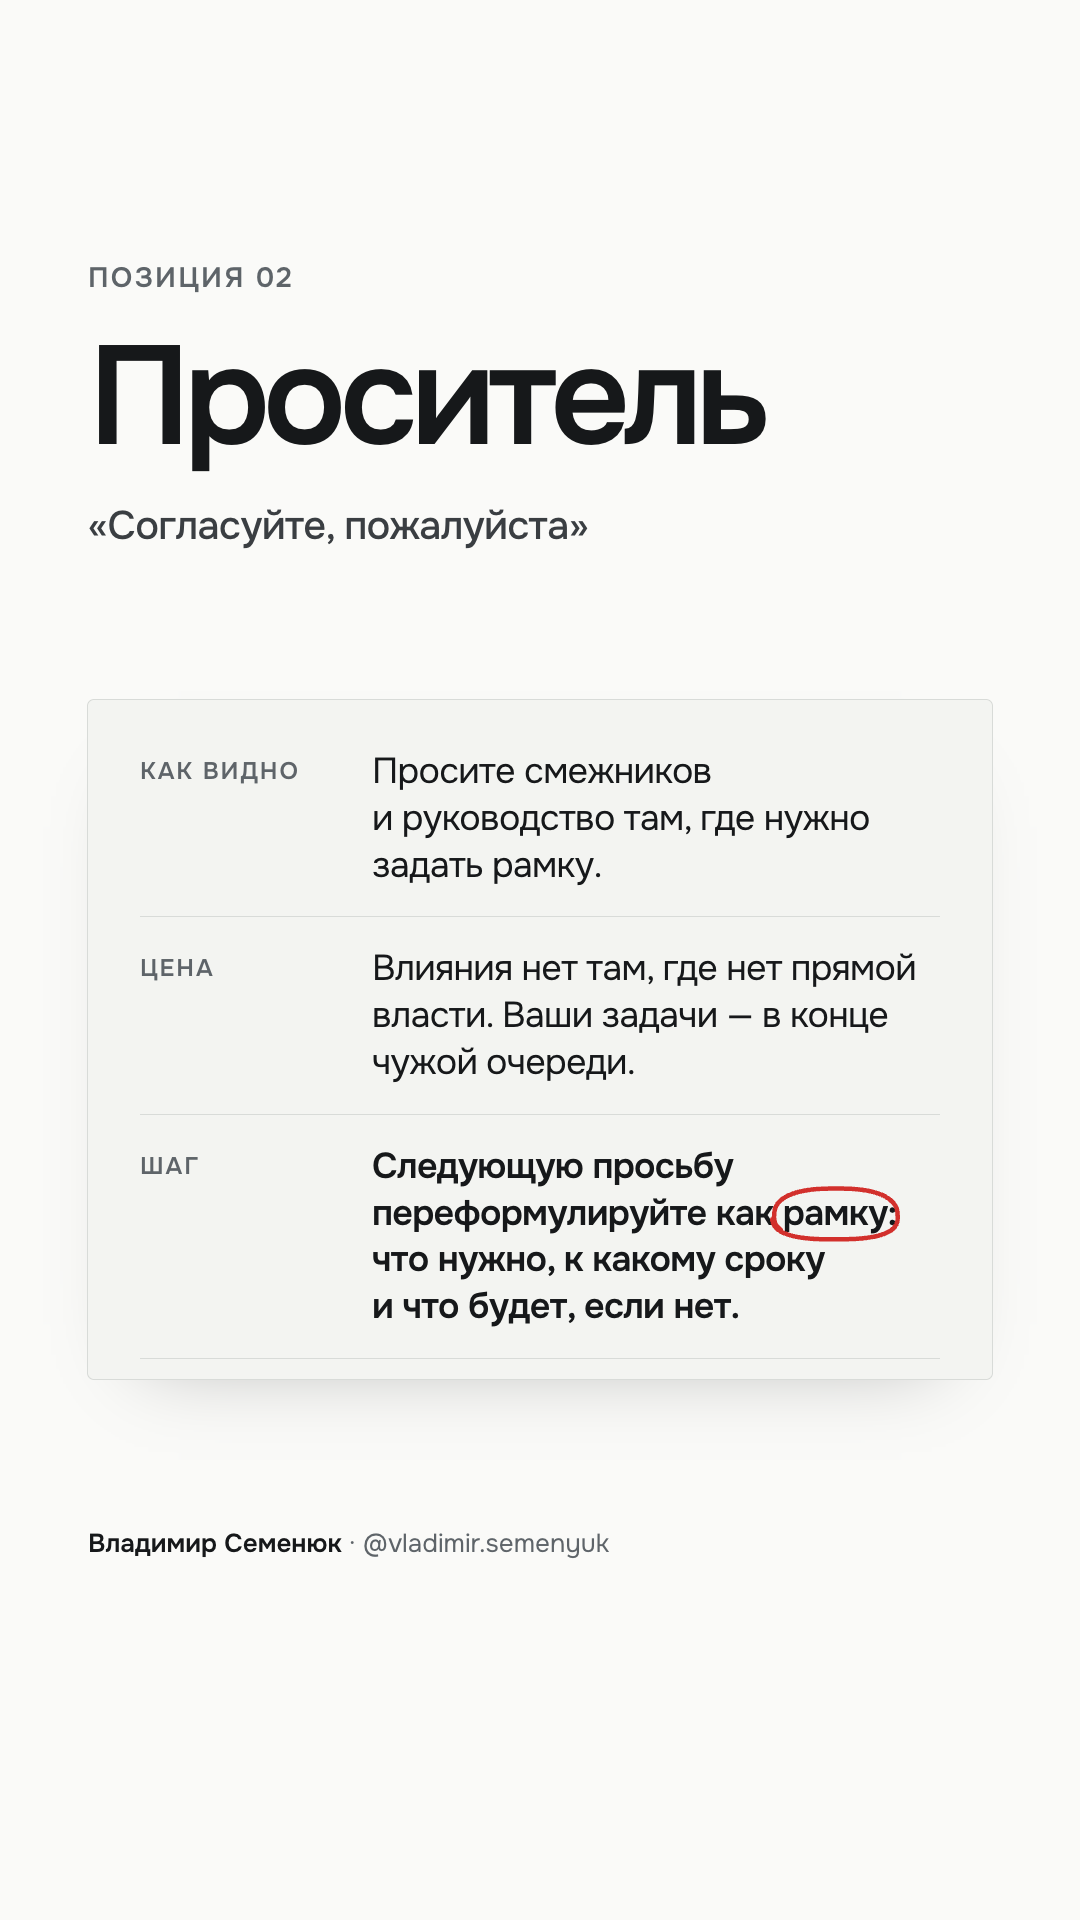 ПОЗИЦИЯ 02
Проситель
«Согласуйте, пожалуйста»
КАК ВИДНО
Просите смежников
и руководство там, где нужно
задать рамку.
ЦЕНА
Влияния нет там, где нет прямой
власти. Ваши задачи — в конце
чужой очереди.
ШАГ
Следующую просьбу
переформулируйте как рамку:
что нужно, к какому сроку
и что будет, если нет.
Владимир Семенюк · @vladimir.semenyuk